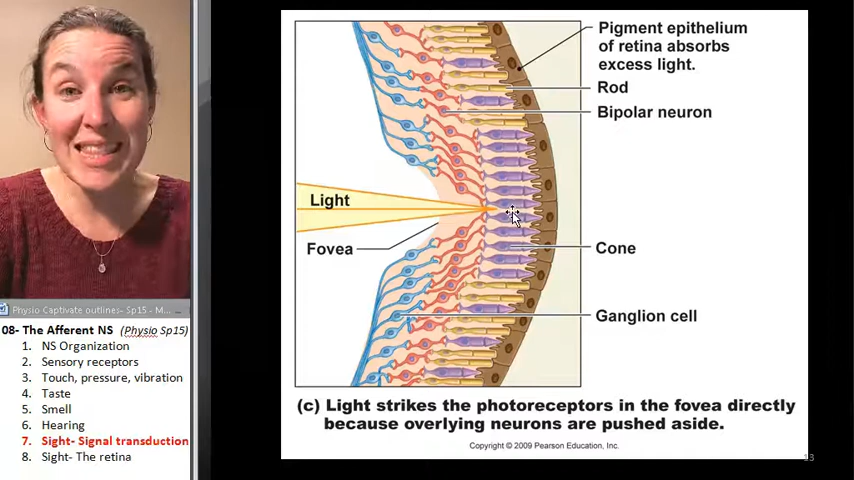 Pigment epithelium
of retina absorbs
excess light.
Rod
Bipolar neuron
Light
Fovea
Cone
Ganglion cell
(c) Light strikes the photoreceptors in the fovea directly
because overlying neurons are pushed aside.
Copyright © 2009 Pearson Education, Inc.
13
Physio Captivate outlines- Sp15 - M...
08- The Afferent NS (Physio Sp15)
1. NS Organization
2. Sensory receptors
3. Touch, pressure, vibration
4. Taste
5. Smell
6. Hearing
7. Sight- Signal transduction
8. Sight- The retina